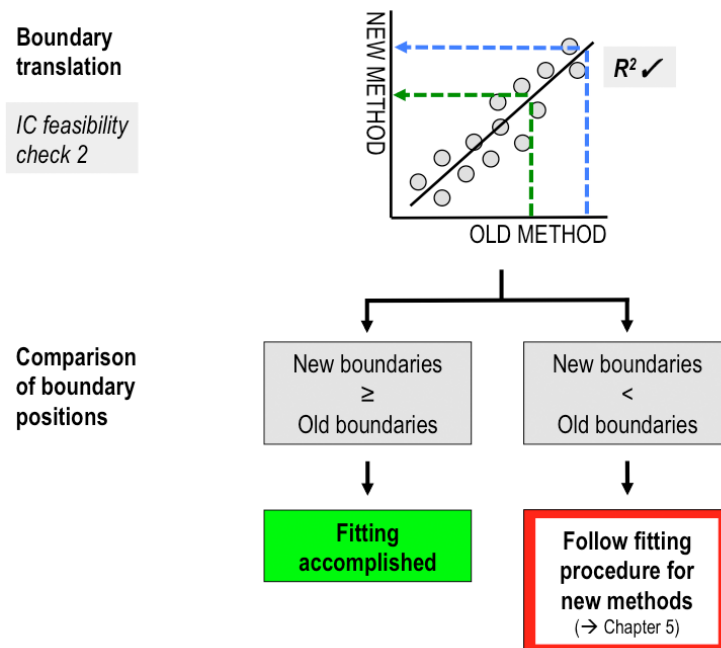 Boundary
translation
IC feasibility
check 2
NEW METHOD
R² ✓
OLD METHOD
Comparison
of boundary
positions
New boundaries
≥
Old boundaries
New boundaries
<
Old boundaries
Fitting
accomplished
Follow fitting
procedure for
new methods
(→ Chapter 5)